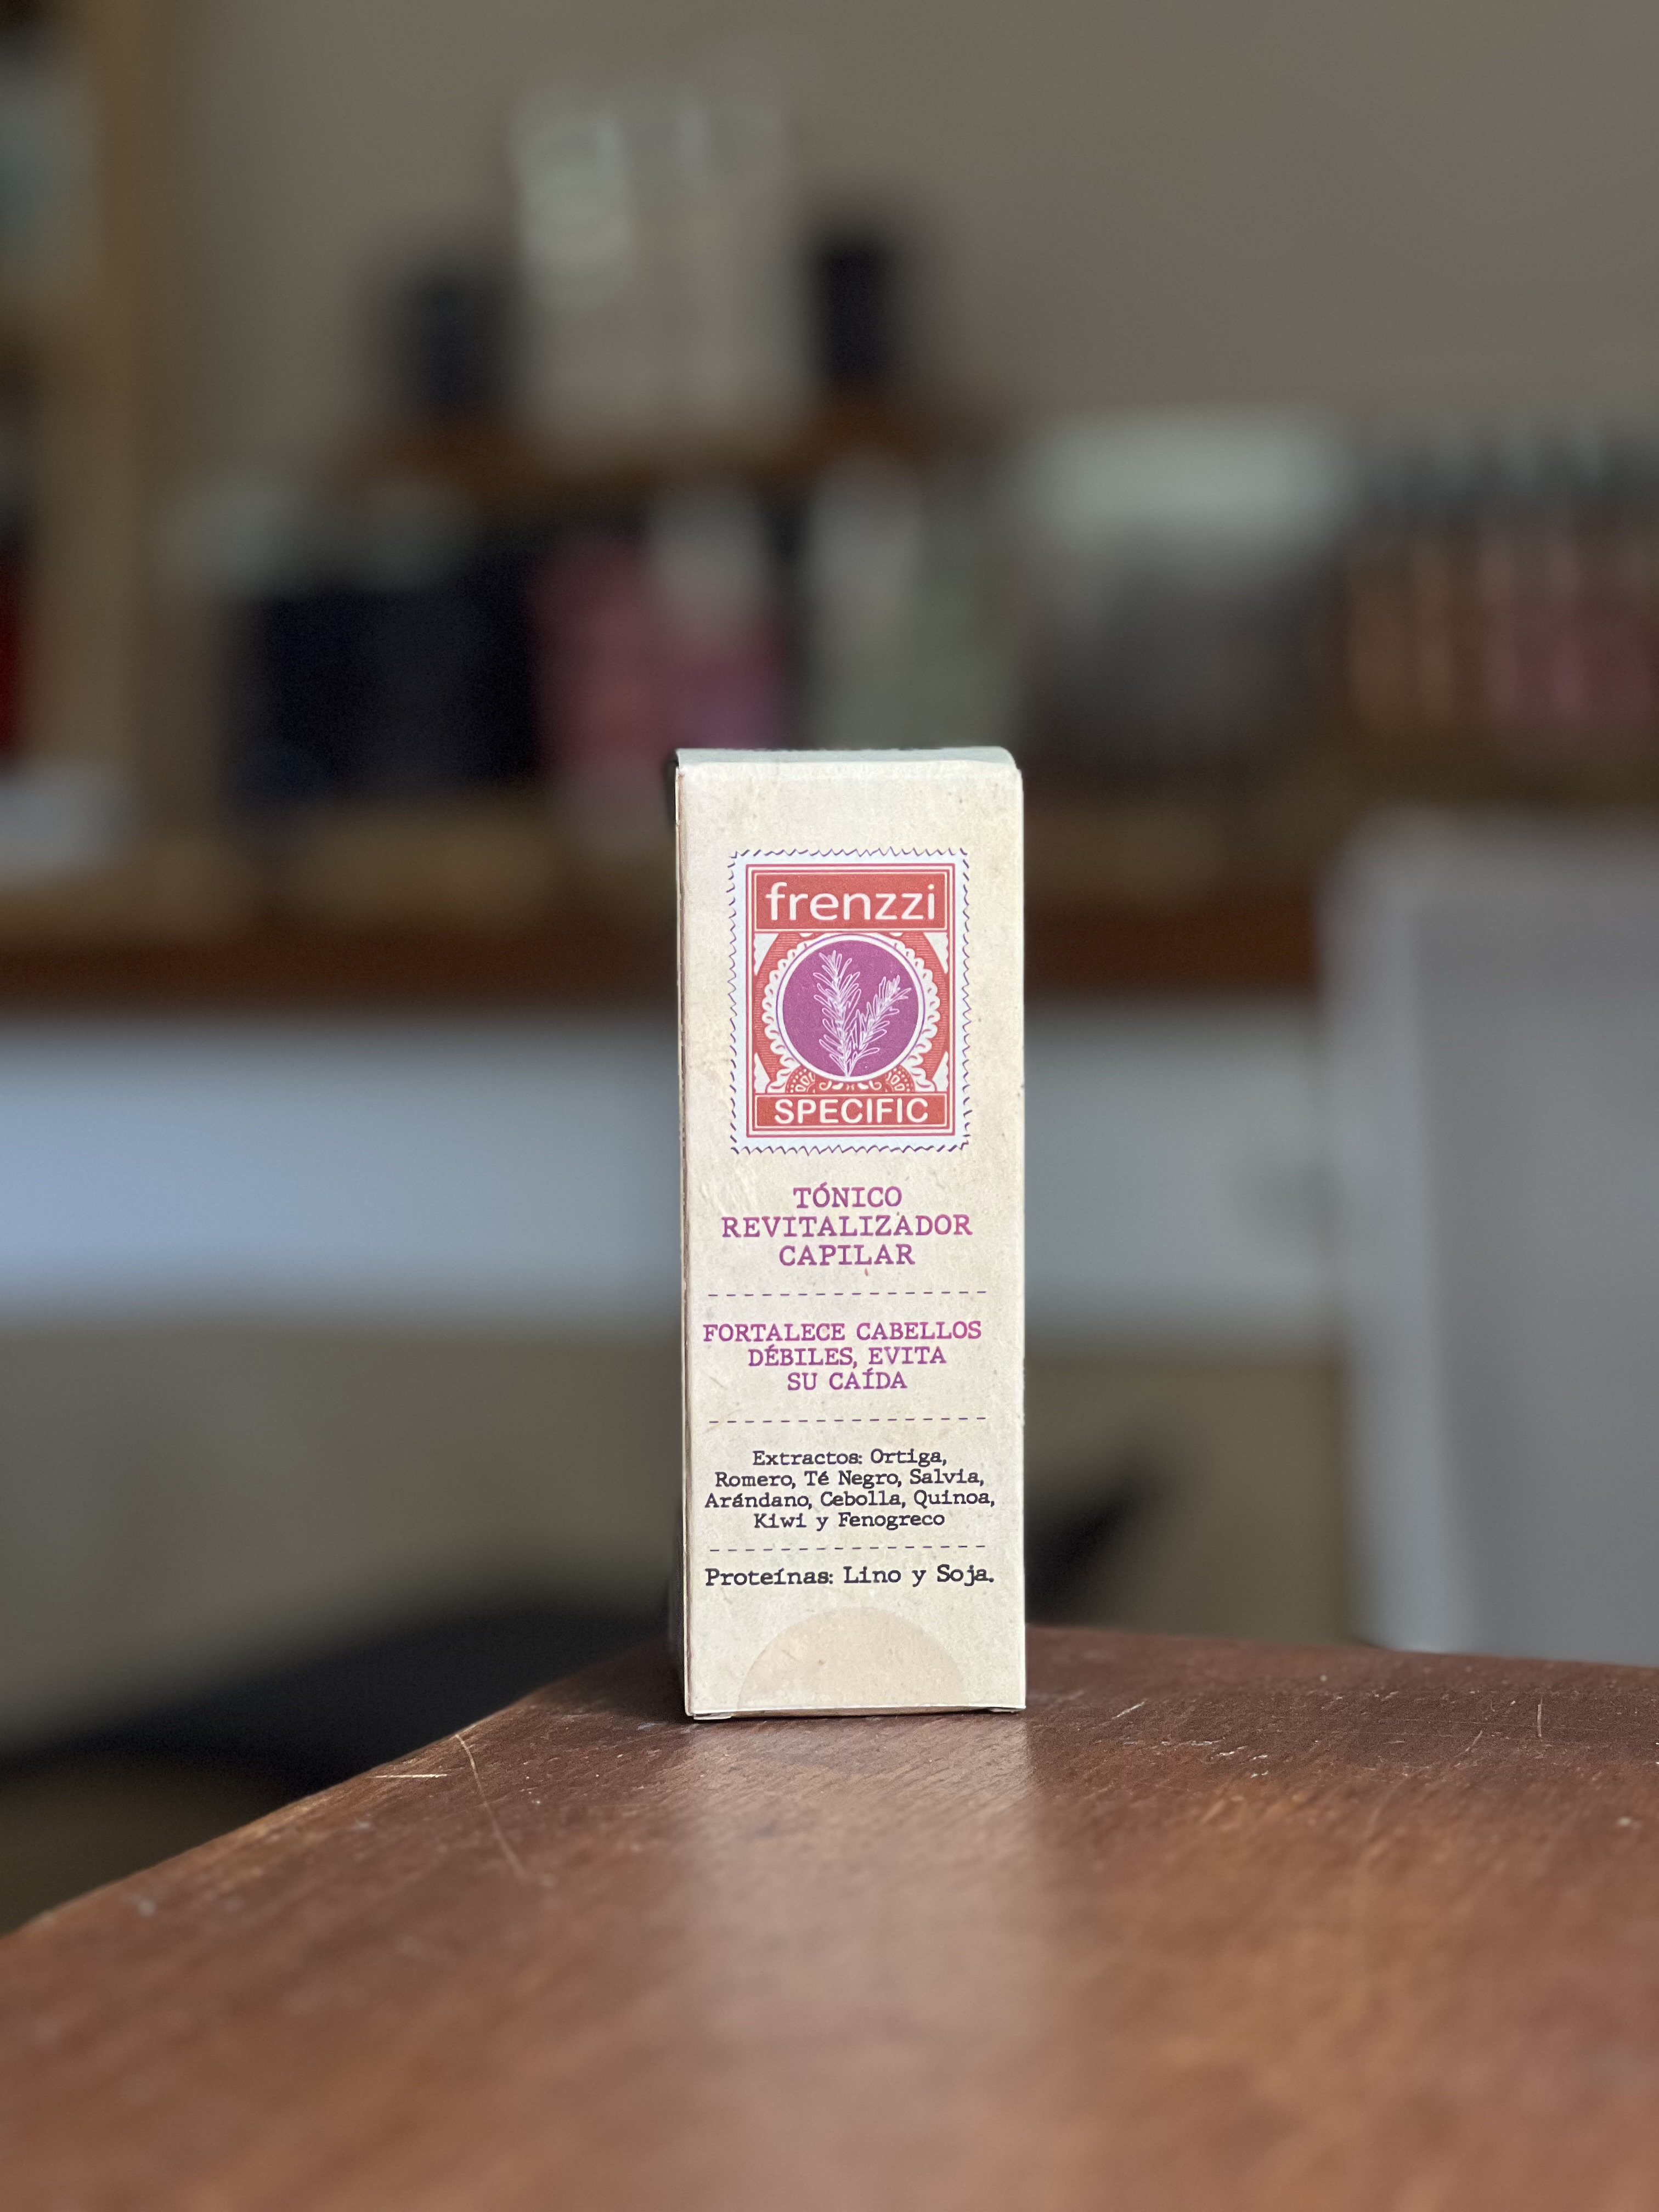 frenzzi
SPECIFIC
TÓNICO
REVITALIZADOR
CAPILAR
FORTALECE CABELLOS
DÉBILES, EVITA
SU CAÍDA
Extractos: Ortiga,
Romero, Té Negro, Salvia,
Arándano, Cebolla, Quinoa,
Kiwi y Fenogreco
Proteínas: Lino y Soja.